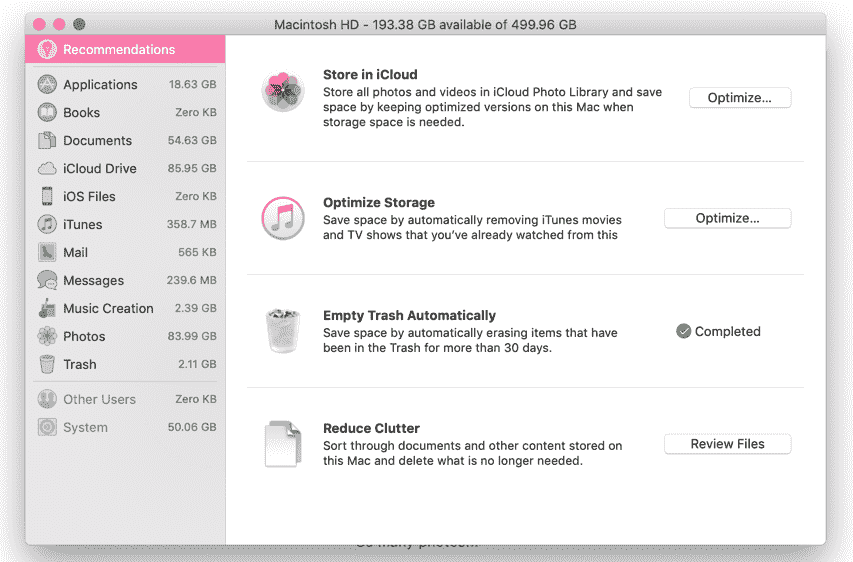 Macintosh HD - 193.38 GB available of 499.96 GB
Recommendations
Applications 18.63 GB
Books Zero KB
Documents 54.63 GB
iCloud Drive 85.95 GB
iOS Files Zero KB
iTunes 358.7 MB
Mail 565 KB
Messages 239.6 MB
Music Creation 2.39 GB
Photos 83.99 GB
Trash 2.11 GB
Other Users Zero KB
System 50.06 GB
Store in iCloud
Store all photos and videos in iCloud Photo Library and save
space by keeping optimized versions on this Mac when
storage space is needed.
Optimize...
Optimize Storage
Save space by automatically removing iTunes movies
and TV shows that you’ve already watched from this
Optimize...
Empty Trash Automatically
Save space by automatically erasing items that have
been in the Trash for more than 30 days.
Completed
Reduce Clutter
Sort through documents and other content stored on
this Mac and delete what is no longer needed.
Review Files